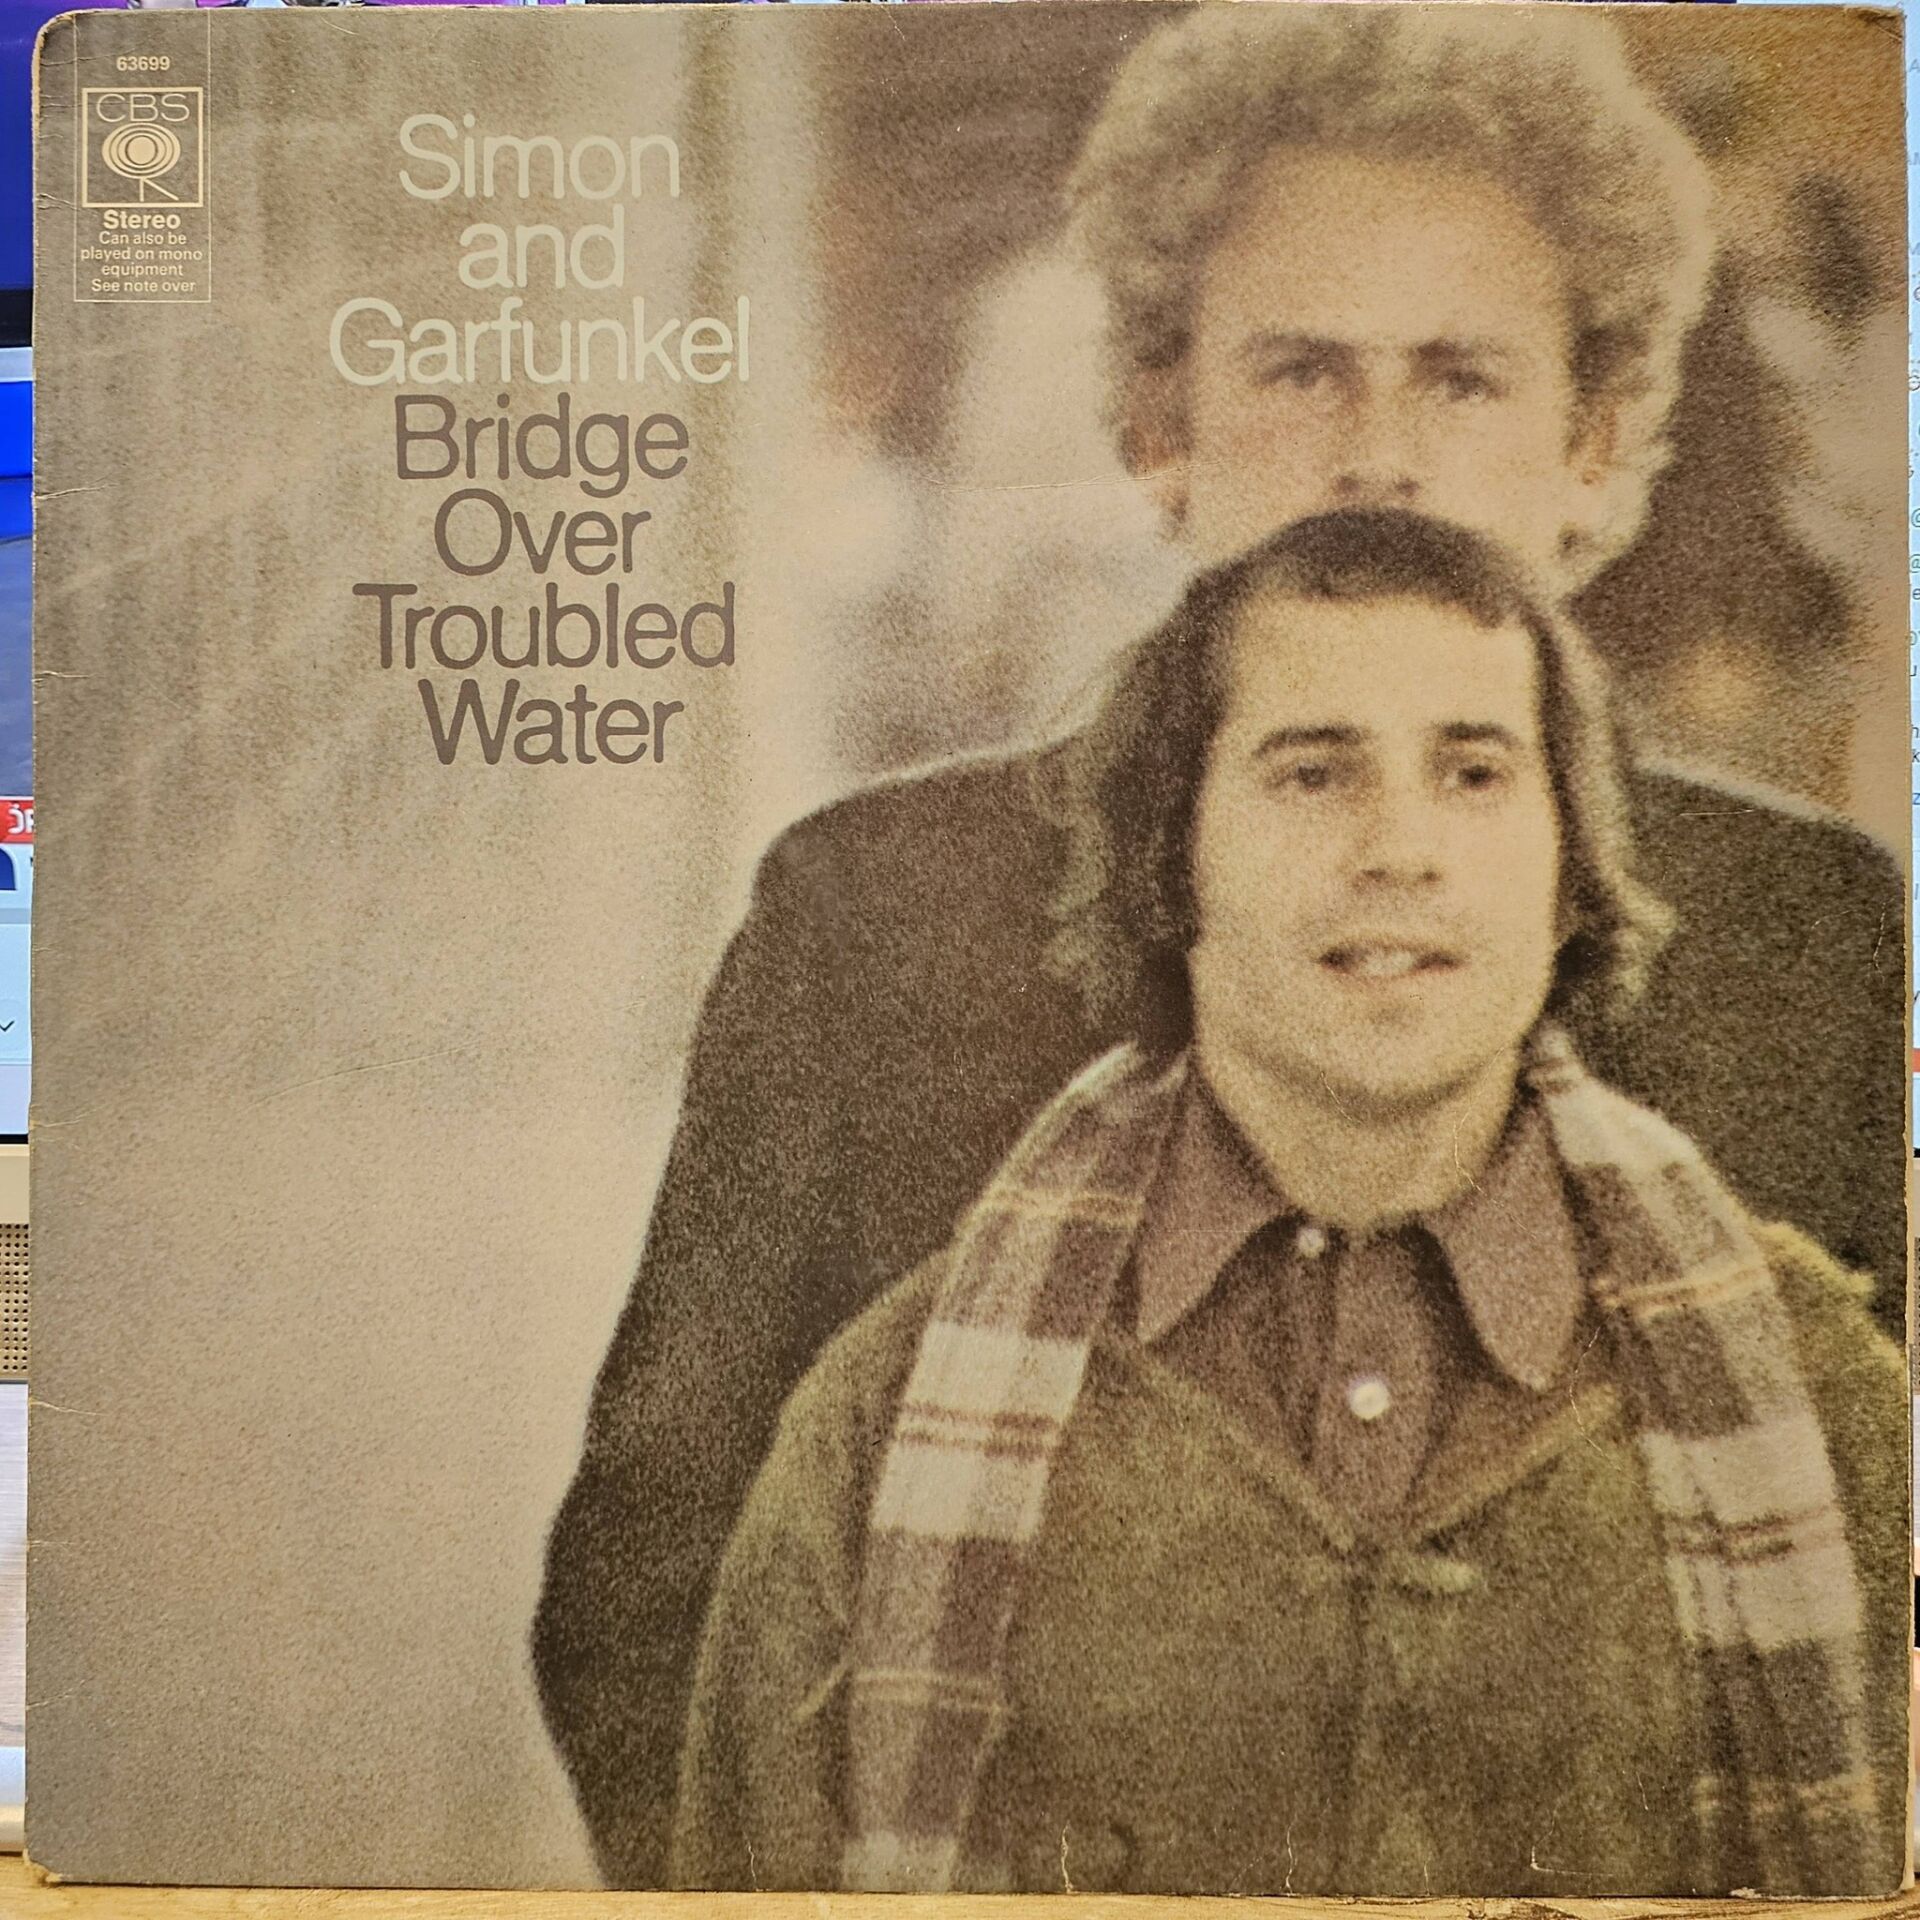 63699
CBS
Stereo
Can also be
played on mono
equipment
See note over
Simon
and
Garfunkel
Bridge
Over
Troubled
Water